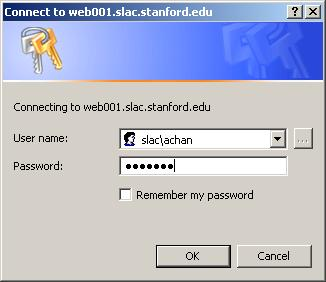 Connect to web001.slac.stanford.edu
Connecting to web001.slac.stanford.edu
User name: slac\achan
Password: ●●●●●●●
Remember my password
OK Cancel